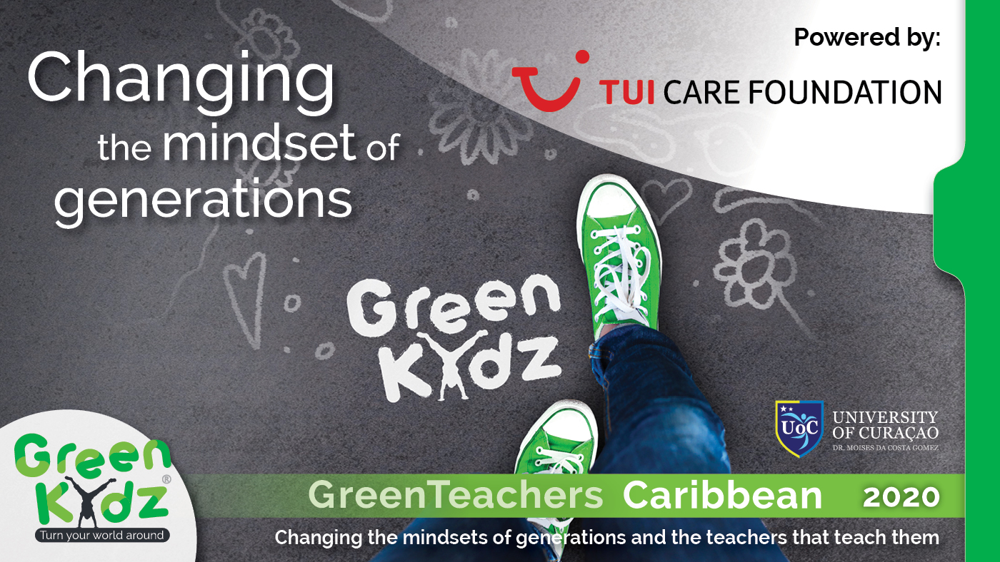 Changing
the mindset of
generations
Powered by:
TUI CARE FOUNDATION
Green
Kidz
UoC
UNIVERSITY
OF CURAÇAO
DR. MOISES DA COSTA GOMEZ
Green
Kidz®
Turn your world around
GreenTeachers Caribbean 2020
Changing the mindsets of generations and the teachers that teach them